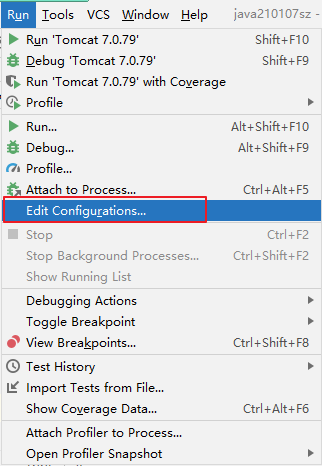 Run Tools VCS Window Help java210107sz -
Run 'Tomcat 7.0.79' Shift+F10
Debug 'Tomcat 7.0.79' Shift+F9
Run 'Tomcat 7.0.79' with Coverage
Profile
Run... Alt+Shift+F10
Debug... Alt+Shift+F9
Profile...
Attach to Process... Ctrl+Alt+F5
Edit Configurations...
Stop Ctrl+F2
Stop Background Processes... Ctrl+Shift+F2
Show Running List
Debugging Actions
Toggle Breakpoint
View Breakpoints... Ctrl+Shift+F8
Test History
Import Tests from File...
Show Coverage Data... Ctrl+Alt+F6
Attach Profiler to Process...
Open Profiler Snapshot